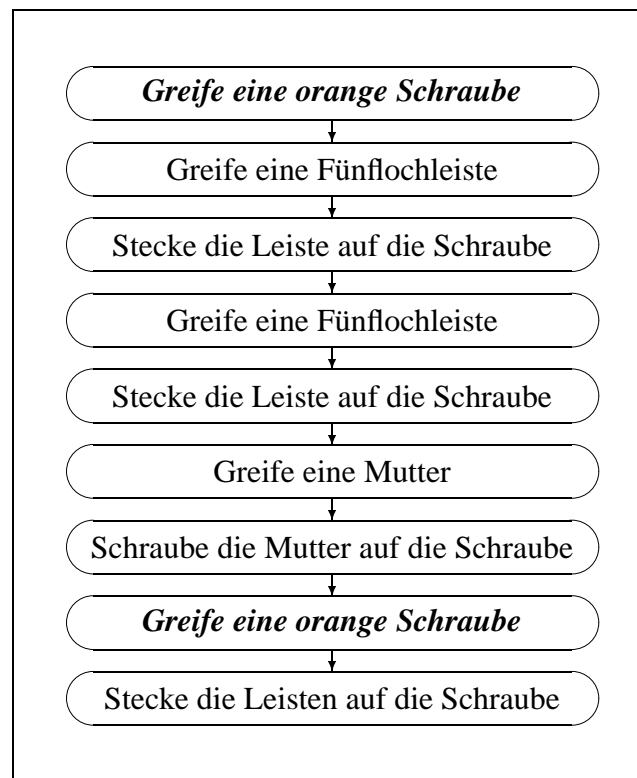 Greife eine orange Schraube
Greife eine Fünflochleiste
Stecke die Leiste auf die Schraube
Greife eine Fünflochleiste
Stecke die Leiste auf die Schraube
Greife eine Mutter
Schraube die Mutter auf die Schraube
Greife eine orange Schraube
Stecke die Leisten auf die Schraube